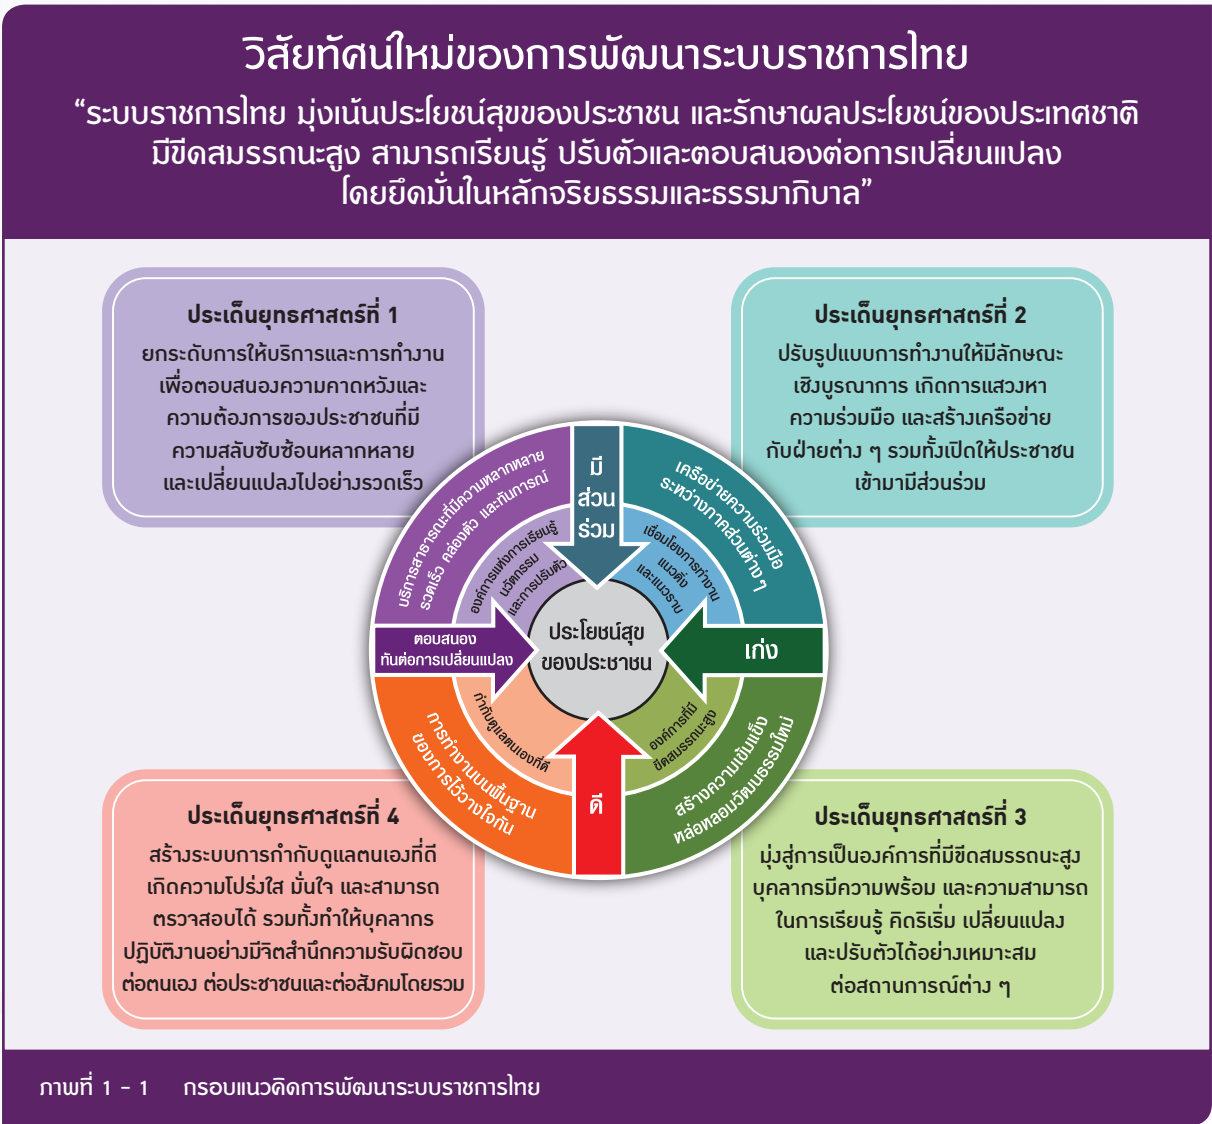 วิสัยทัศน์ใหม่ของการพัฒนาระบบราชการไทย
“ระบบราชการไทย มุ่งเน้นประโยชน์สุขของประชาชน และรักษาผลประโยชน์ของประเทศชาติ
มีขีดสมรรถนะสูง สามารถเรียนรู้ ปรับตัวและตอบสนองต่อการเปลี่ยนแปลง
โดยยึดมั่นในหลักจริยธรรมและธรรมาภิบาล”
ประเด็นยุทธศาสตร์ที่ 1
ยกระดับการให้บริการและการทำงาน
เพื่อตอบสนองความคาดหวังและ
ความต้องการของประชาชนที่มี
ความสลับซับซ้อนหลากหลาย
และเปลี่ยนแปลงไปอย่างรวดเร็ว
ประเด็นยุทธศาสตร์ที่ 2
ปรับรูปแบบการทำงานให้มีลักษณะ
เชิงบูรณาการ เกิดการแสวงหา
ความร่วมมือ และสร้างเครือข่าย
กับฝ่ายต่าง ๆ รวมทั้งเปิดให้ประชาชน
เข้ามามีส่วนร่วม
บริการสาธารณะที่มีความหลากหลาย
รวดเร็ว คล่องตัว และทันการณ์
มี
ส่วน
ร่วม
เครือข่ายความร่วมมือ
ระหว่างภาคส่วนต่าง ๆ
องค์การแห่งการเรียนรู้
นวัตกรรม
และการปรับตัว
เชื่อมโยงการทำงาน
แนวดิ่ง
และแนวราบ
ตอบสนอง
ทันต่อการเปลี่ยนแปลง
ประโยชน์สุข
ของประชาชน
เก่ง
กำกับดูแลตนเองที่ดี
องค์การที่มี
ขีดสมรรถนะสูง
การทำงานบนพื้นฐาน
ของการไว้วางใจกัน
ดี
สร้างความเข้มแข็ง
หล่อหลอมวัฒนธรรมใหม่
ประเด็นยุทธศาสตร์ที่ 4
สร้างระบบการกำกับดูแลตนเองที่ดี
เกิดความโปร่งใส มั่นใจ และสามารถ
ตรวจสอบได้ รวมทั้งทำให้บุคลากร
ปฏิบัติงานอย่างมีจิตสำนึกความรับผิดชอบ
ต่อตนเอง ต่อประชาชนและต่อสังคมโดยรวม
ประเด็นยุทธศาสตร์ที่ 3
มุ่งสู่การเป็นองค์การที่มีขีดสมรรถนะสูง
บุคลากรมีความพร้อม และความสามารถ
ในการเรียนรู้ คิดริเริ่ม เปลี่ยนแปลง
และปรับตัวได้อย่างเหมาะสม
ต่อสถานการณ์ต่าง ๆ
ภาพที่ 1 - 1 กรอบแนวคิดการพัฒนาระบบราชการไทย